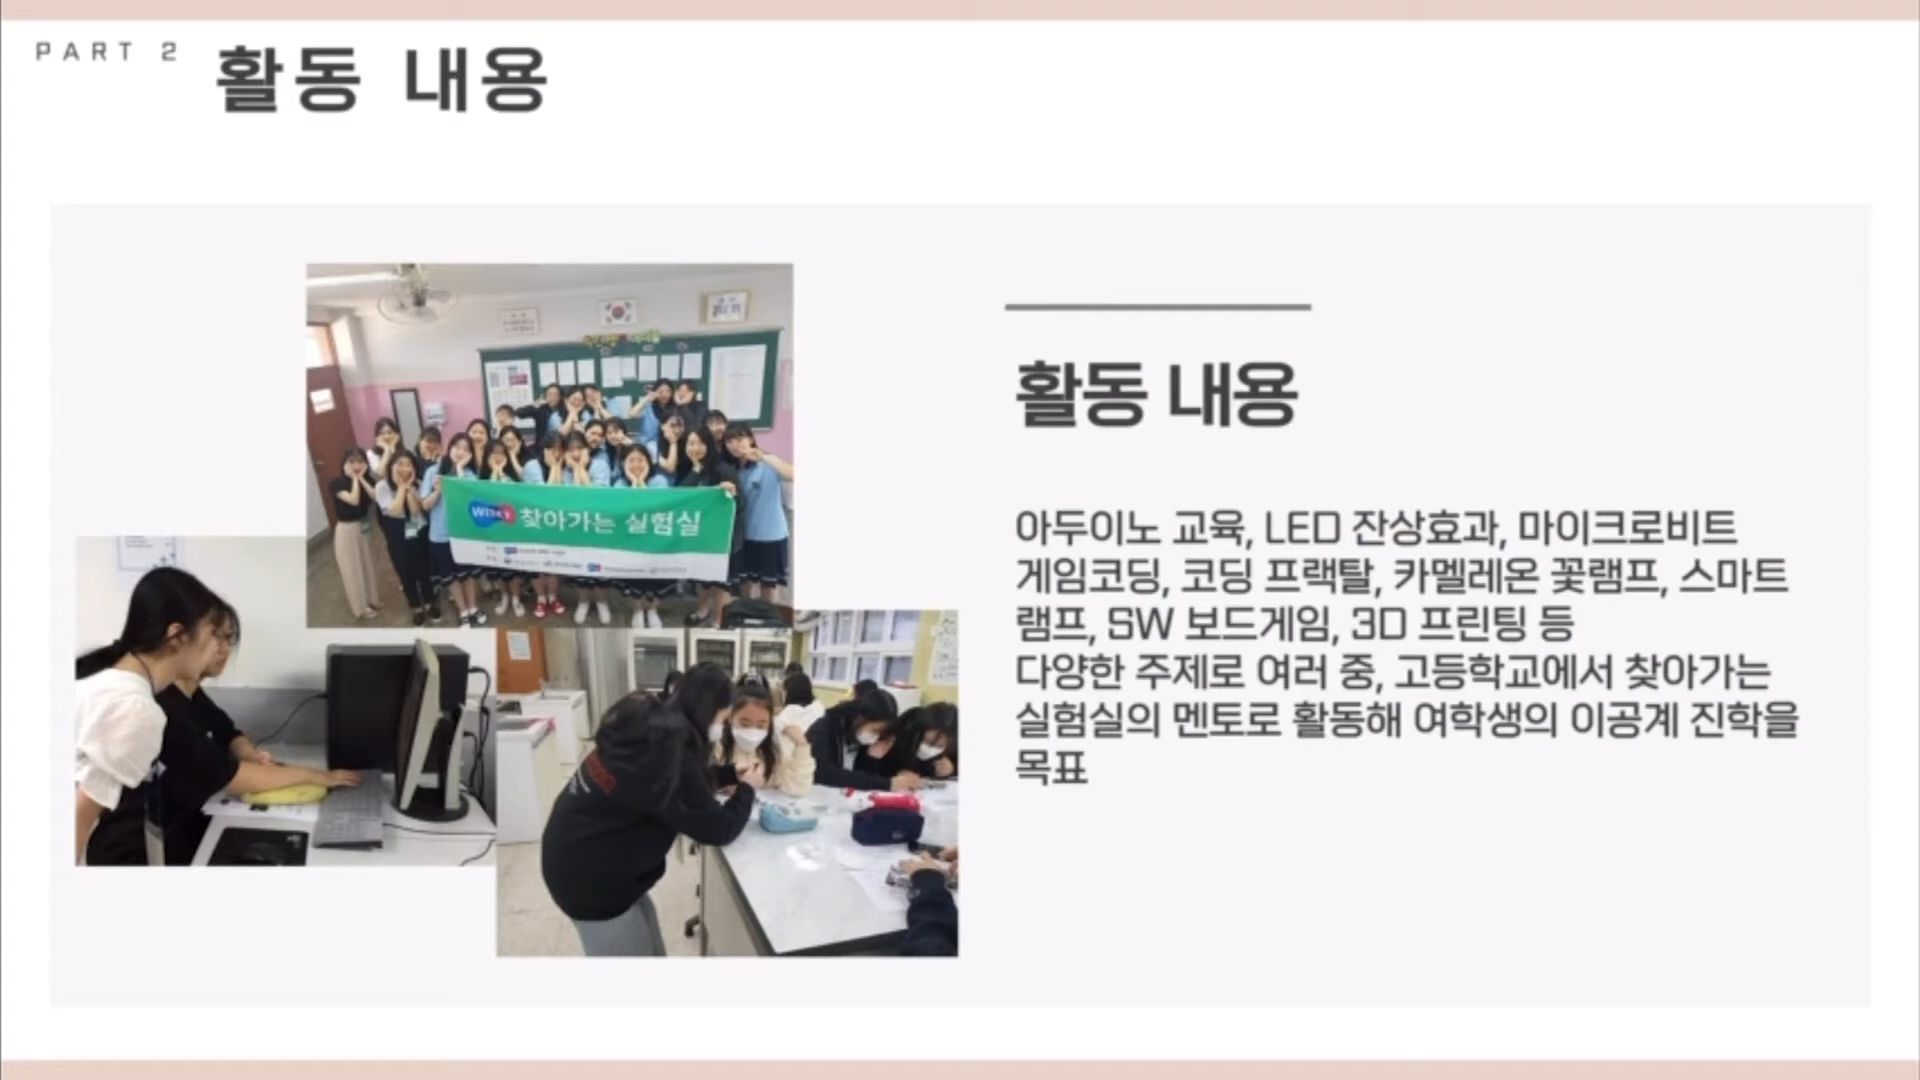 PART 2
활동 내용
찾아가는 실험실
활동 내용
아두이노 교육, LED 잔상효과, 마이크로비트
게임코딩, 코딩 프랙탈, 카멜레온 꽃램프, 스마트
램프, SW 보드게임, 3D 프린팅 등
다양한 주제로 여러 중, 고등학교에서 찾아가는
실험실의 멘토로 활동해 여학생의 이공계 진학을
목표